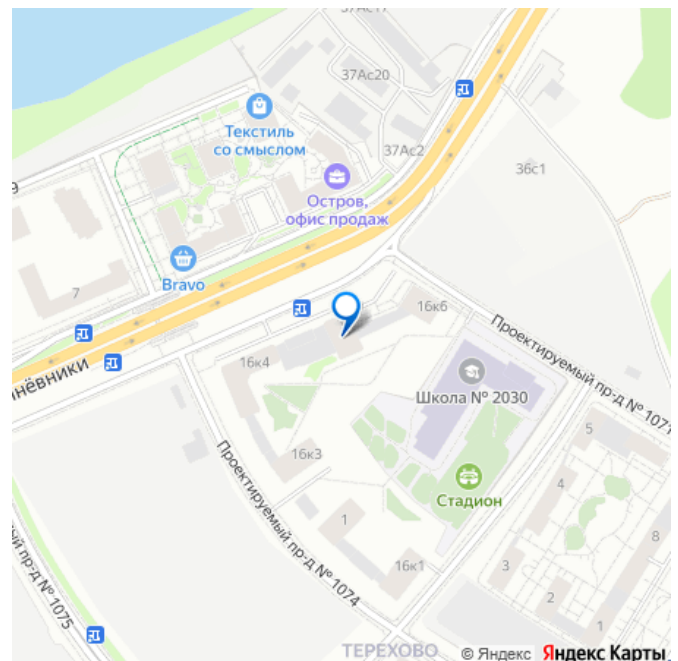 37Ас17
37Ас20
Текстиль
со смыслом
37Ас2
36с1
9
Остров,
офис продаж
Bravo
7
16к6
нёвники
16к4
Проектируемый пр-д № 1071
Школа № 2030
5
16к3
Стадион
4
Проектируемый пр-д № 1074
1
8
16к1
3
2
й пр-д № 1075
1
ТЕРЕХОВО
© Яндекс Яндекс Карты